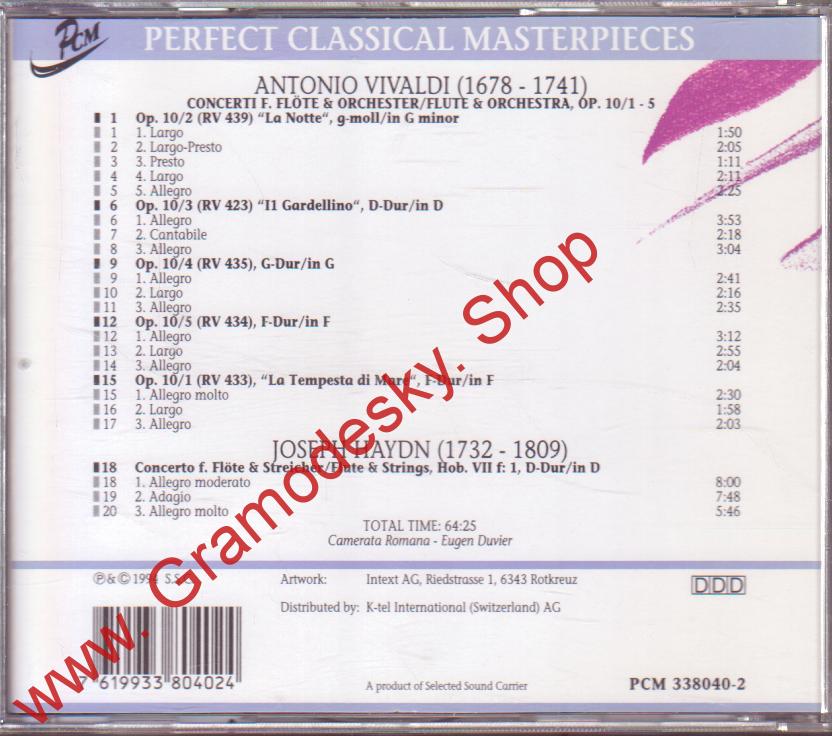 PCM PERFECT CLASSICAL MASTERPIECES
ANTONIO VIVALDI (1678 - 1741)
CONCERTI F. FLÖTE & ORCHESTER/FLUTE & ORCHESTRA, OP. 10/1 - 5
1 Op. 10/2 (RV 439) "La Notte", g-moll/in G minor
1 1. Largo 1:50
2 2. Largo-Presto 2:05
3 3. Presto 1:11
4 4. Largo 2:11
5 5. Allegro 2:25
6 Op. 10/3 (RV 423) "I1 Gardellino", D-Dur/in D
6 1. Allegro 3:53
7 2. Cantabile 2:18
8 3. Allegro 3:04
9 Op. 10/4 (RV 435), G-Dur/in G
9 1. Allegro 2:41
10 2. Largo 2:16
11 3. Allegro 2:35
12 Op. 10/5 (RV 434), F-Dur/in F
12 1. Allegro 3:12
13 2. Largo 2:55
14 3. Allegro 2:04
15 Op. 10/1 (RV 433), "La Tempesta di Mare", F-Dur/in F
15 1. Allegro molto 2:30
16 2. Largo 1:58
17 3. Allegro 2:03
JOSEPH HAYDN (1732 - 1809)
18 Concerto f. Flöte & Streicher/Flute & Strings, Hob. VII f: 1, D-Dur/in D
18 1. Allegro moderato 8:00
19 2. Adagio 7:48
20 3. Allegro molto 5:46
TOTAL TIME: 64:25
Camerata Romana - Eugen Duvier
℗&© 1994
Artwork: Intext AG, Riedstrasse 1, 6343 Rotkreuz
DDD
Distributed by: K-tel International (Switzerland) AG
7 619933 804024
A product of Selected Sound Carrier
PCM 338040-2
www. Gramodesky. Shop